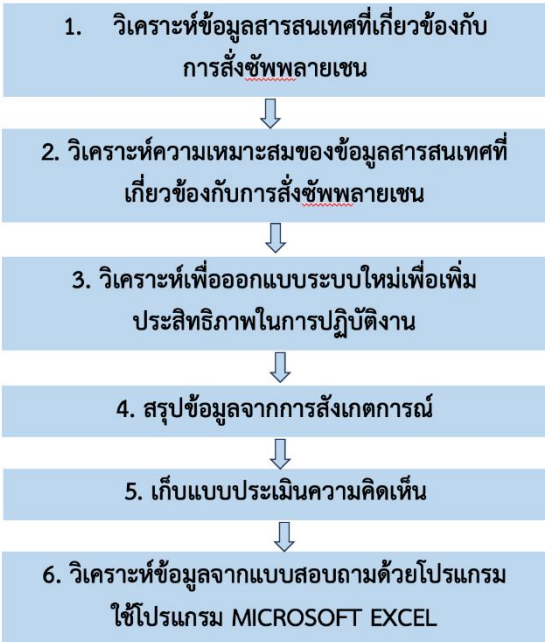 1. วิเคราะห์ข้อมูลสารสนเทศที่เกี่ยวข้องกับ
การสั่งซัพพลายเชน
2. วิเคราะห์ความเหมาะสมของข้อมูลสารสนเทศที่
เกี่ยวข้องกับการสั่งซัพพลายเชน
3. วิเคราะห์เพื่อออกแบบระบบใหม่เพื่อเพิ่ม
ประสิทธิภาพในการปฏิบัติงาน
4. สรุปข้อมูลจากการสังเกตการณ์
5. เก็บแบบประเมินความคิดเห็น
6. วิเคราะห์ข้อมูลจากแบบสอบถามด้วยโปรแกรม
ใช้โปรแกรม MICROSOFT EXCEL